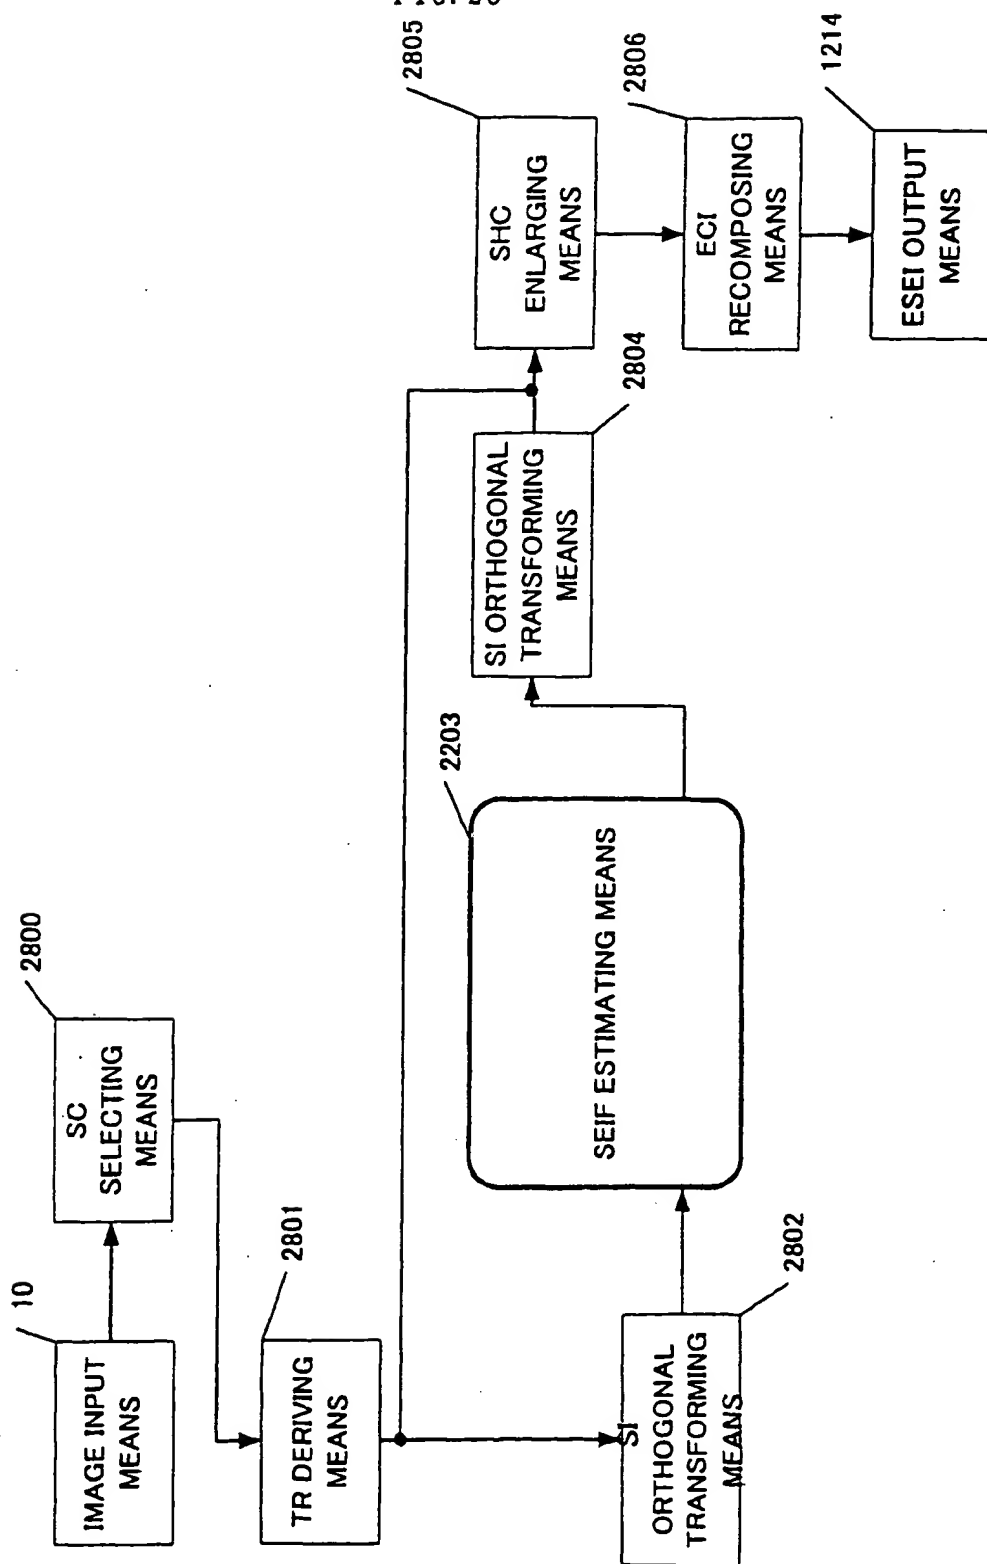 10
IMAGE INPUT
MEANS
2800
SC
SELECTING
MEANS
2801
TR DERIVING
MEANS
2802
SI
ORTHOGONAL
TRANSFORMING
MEANS
2203
SEIF ESTIMATING MEANS
2804
SI ORTHOGONAL
TRANSFORMING
MEANS
2805
SHC
ENLARGING
MEANS
2806
ECI
RECOMPOSING
MEANS
1214
ESEI OUTPUT
MEANS